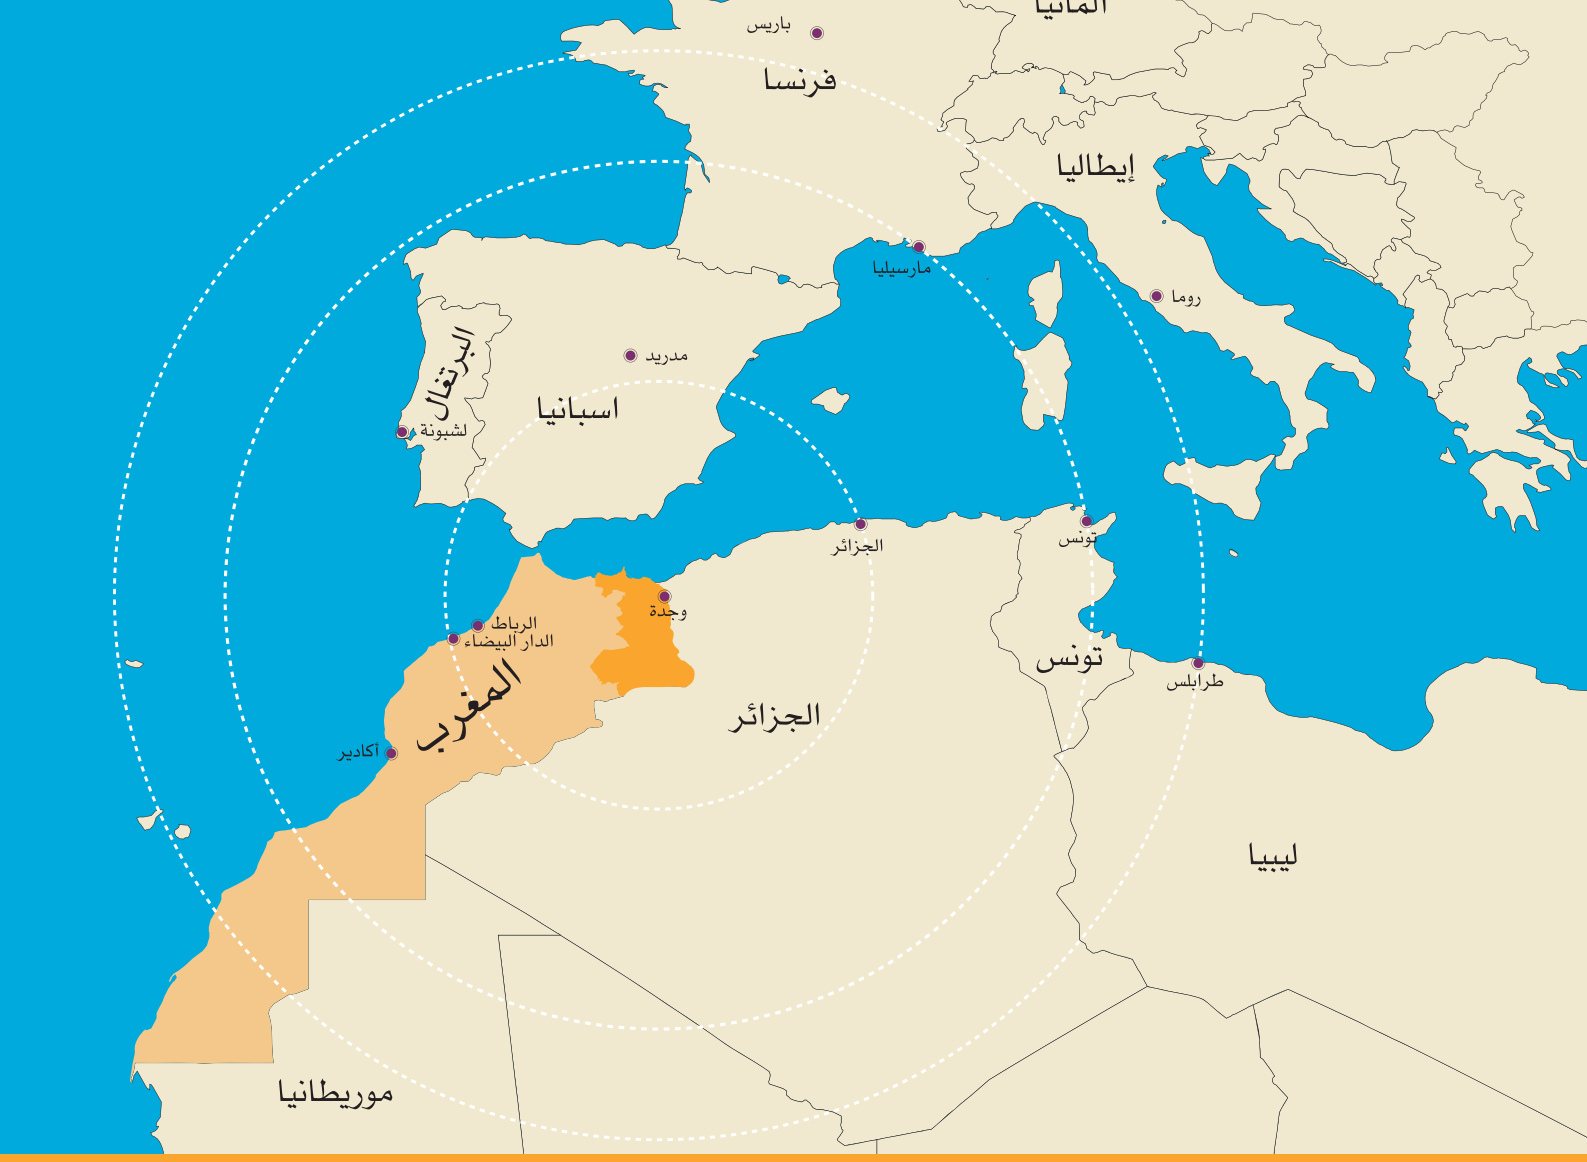 ألمانيا
باريس
فرنسا
إيطاليا
مارسيليا
روما
البرتغال
مدريد
اسبانيا
لشبونة
الجزائر
تونس
وجدة
الرباط
الدار البيضاء
المغرب
تونس
طرابلس
الجزائر
أكادير
ليبيا
موريطانيا